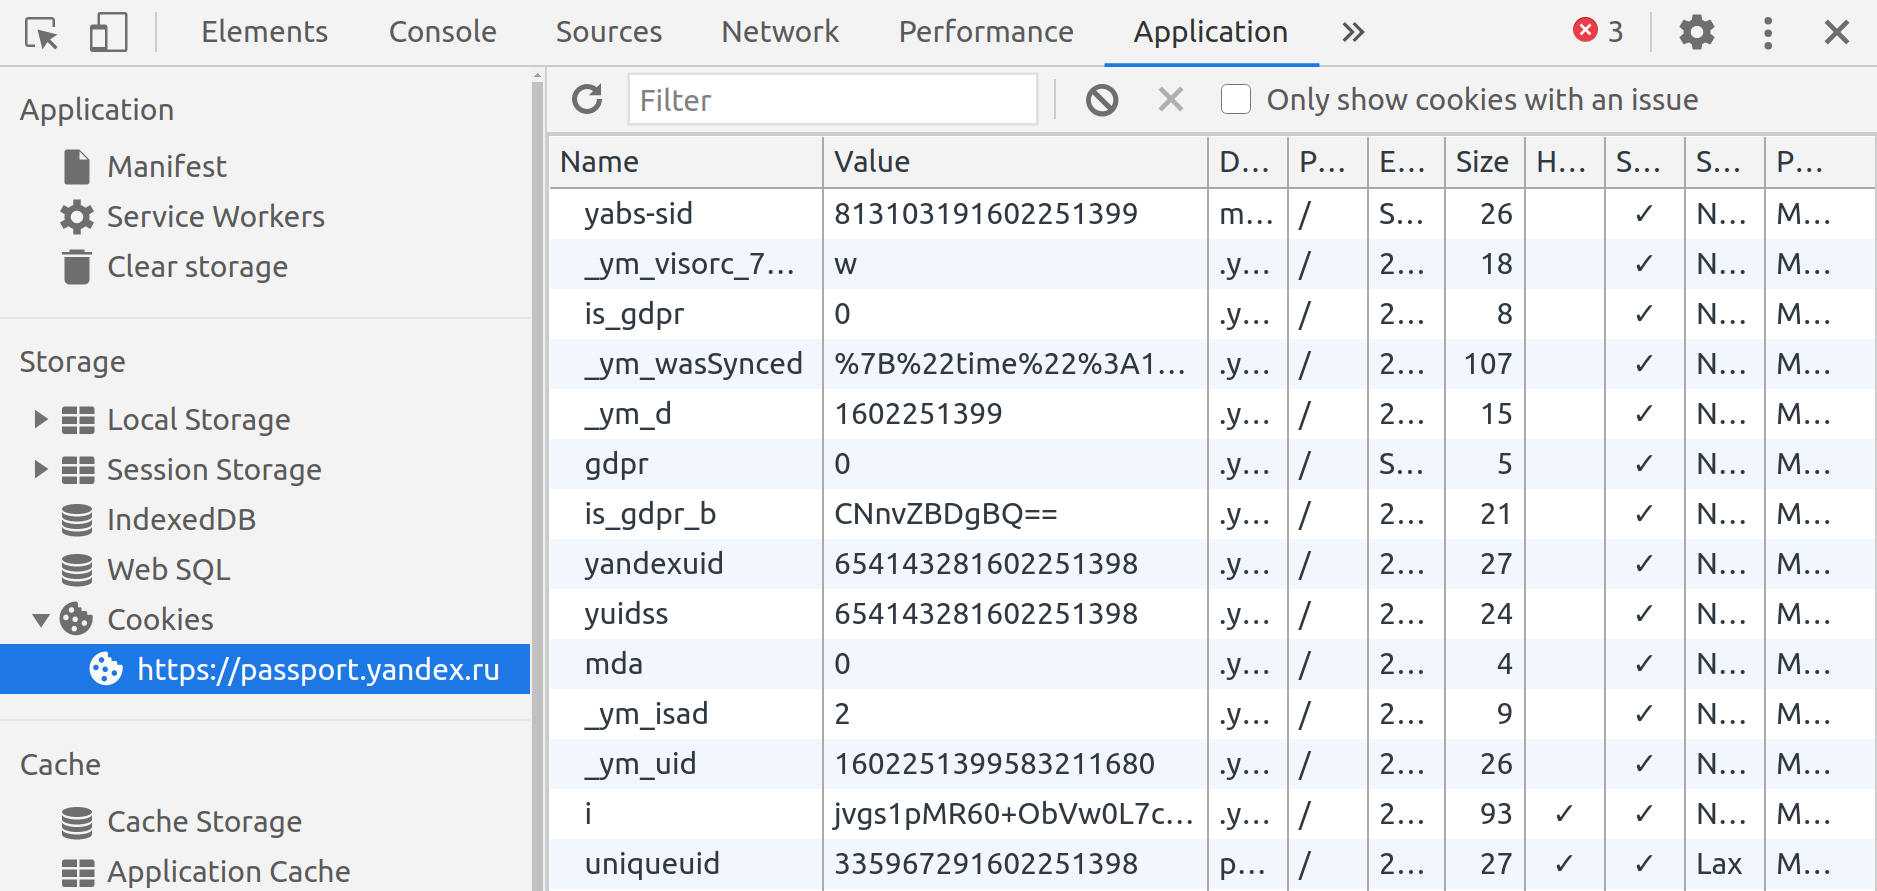 Elements Console Sources Network Performance Application » 3
Application
Manifest
Service Workers
Clear storage
Storage
Local Storage
Session Storage
IndexedDB
Web SQL
Cookies
https://passport.yandex.ru
Cache
Cache Storage
Application Cache
Filter Only show cookies with an issue
Name Value D... P... E... Size H... S... S... P...
yabs-sid 813103191602251399 m... / S... 26 ✓ N... M...
_ym_visorc_7... w .y... / 2... 18 ✓ N... M...
is_gdpr 0 .y... / 2... 8 ✓ N... M...
_ym_wasSynced %7B%22time%22%3A1... .y... / 2... 107 ✓ N... M...
_ym_d 1602251399 .y... / 2... 15 ✓ N... M...
gdpr 0 .y... / S... 5 ✓ N... M...
is_gdpr_b CNnvZBDgBQ== .y... / 2... 21 ✓ N... M...
yandexuid 654143281602251398 .y... / 2... 27 ✓ N... M...
yuidss 654143281602251398 .y... / 2... 24 ✓ N... M...
mda 0 .y... / 2... 4 ✓ N... M...
_ym_isad 2 .y... / 2... 9 ✓ N... M...
_ym_uid 1602251399583211680 .y... / 2... 26 ✓ N... M...
i jvgs1pMR60+ObVw0L7c... .y... / 2... 93 ✓ ✓ N... M...
uniqueuid 335967291602251398 p... / 2... 27 ✓ ✓ Lax M...